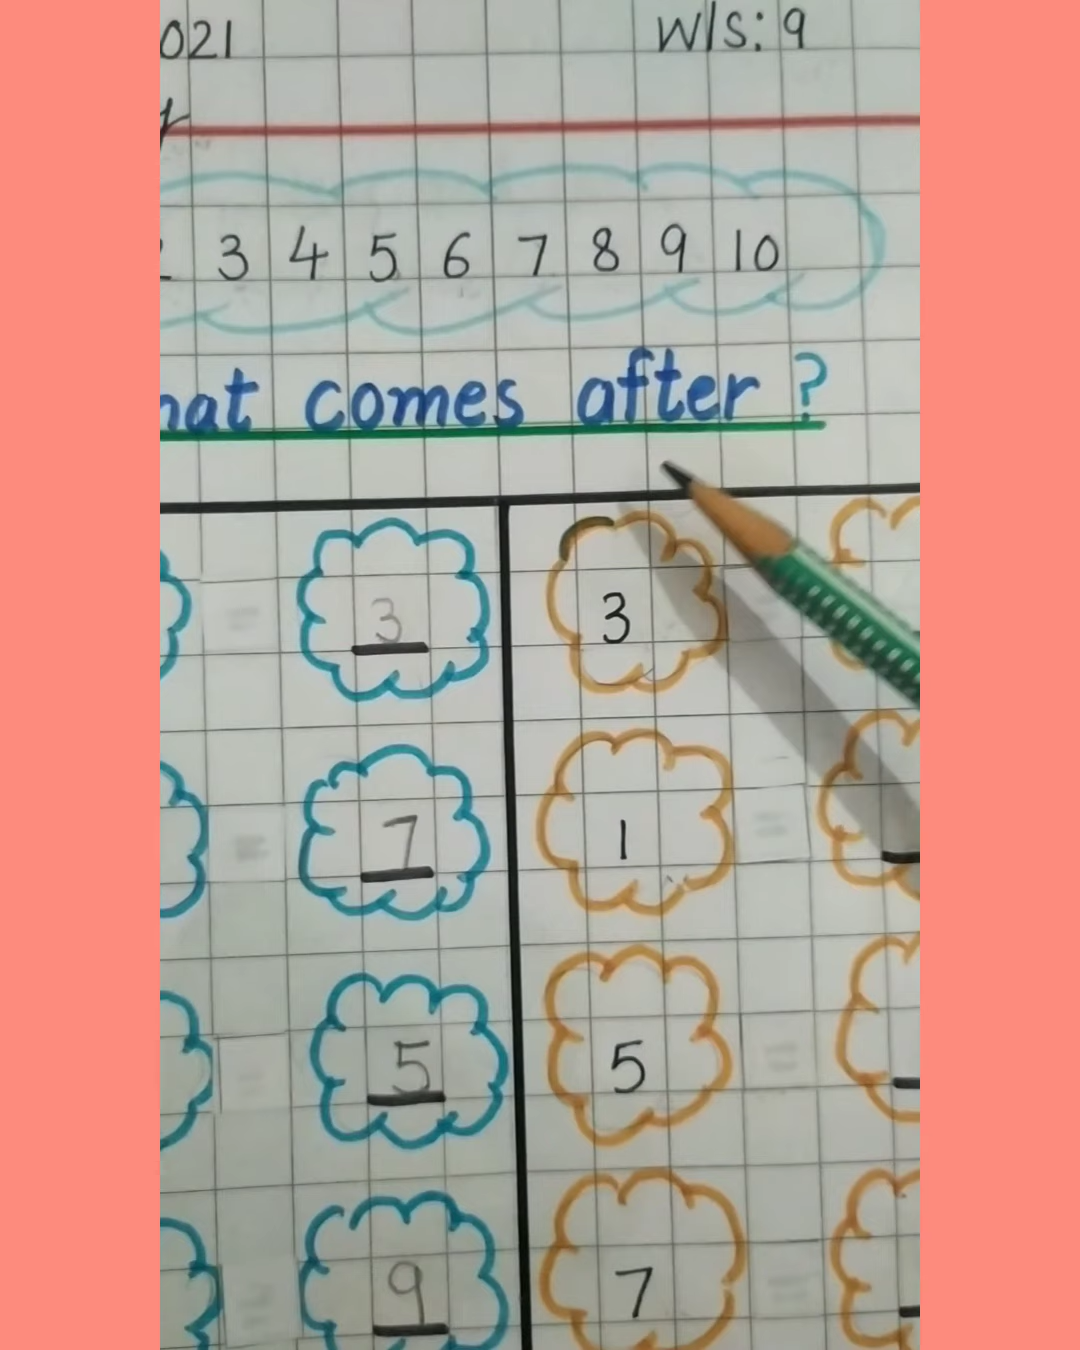 021 W/S: 9
3 4 5 6 7 8 9 10
hat comes after ?
= 3 3
= 7 1 =
= 5 5 =
= 9 7 =